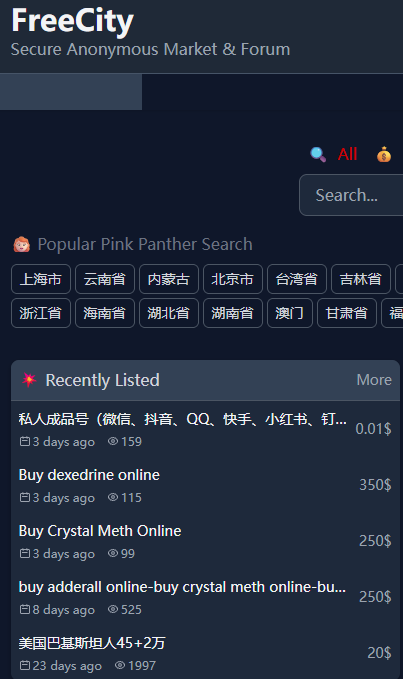 FreeCity
Secure Anonymous Market & Forum
All
Search...
Popular Pink Panther Search
上海市 云南省 内蒙古 北京市 台湾省 吉林省
浙江省 海南省 湖北省 湖南省 澳门 甘肃省 福
Recently Listed More
私人成品号（微信、抖音、QQ、快手、小红书、钉... 0.01$
3 days ago 159
Buy dexedrine online 350$
3 days ago 115
Buy Crystal Meth Online 250$
3 days ago 99
buy adderall online-buy crystal meth online-bu... 250$
8 days ago 525
美国巴基斯坦人45+2万 20$
23 days ago 1997